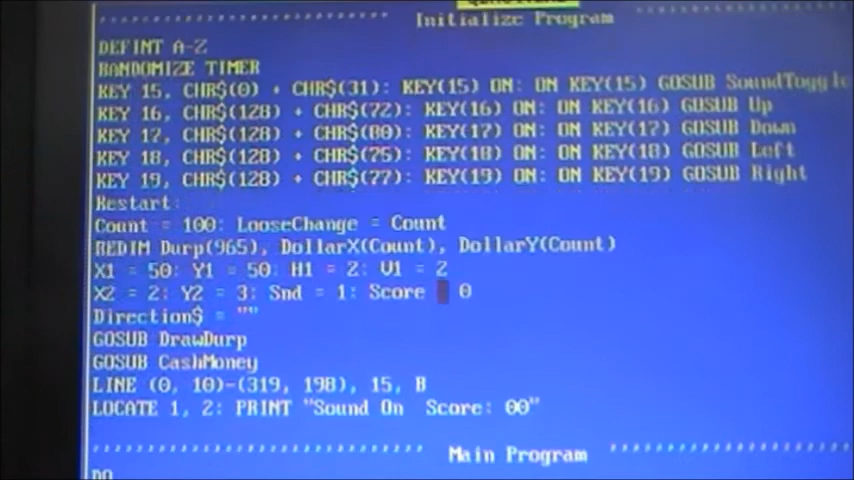 '''''''''''''''''''''''''' Initialize Program ''''''''''''''''''''''''''
DEFINT A-Z
RANDOMIZE TIMER
KEY 15, CHR$(0) + CHR$(31): KEY(15) ON: ON KEY(15) GOSUB SoundToggle
KEY 16, CHR$(128) + CHR$(72): KEY(16) ON: ON KEY(16) GOSUB Up
KEY 17, CHR$(128) + CHR$(80): KEY(17) ON: ON KEY(17) GOSUB Down
KEY 18, CHR$(128) + CHR$(75): KEY(18) ON: ON KEY(18) GOSUB Left
KEY 19, CHR$(128) + CHR$(77): KEY(19) ON: ON KEY(19) GOSUB Right
Restart:
Count = 100: LooseChange = Count
REDIM Durp(965), DollarX(Count), DollarY(Count)
X1 = 50: Y1 = 50: H1 = 2: V1 = 2
X2 = 2: Y2 = 3: Snd = 1: Score = 0
Direction$ = ""
GOSUB DrawDurp
GOSUB CashMoney
LINE (0, 10)-(319, 198), 15, B
LOCATE 1, 2: PRINT "Sound On  Score: 00"
'''''''''''''''''''''''''''''' Main Program ''''''''''''''''''''''
DO